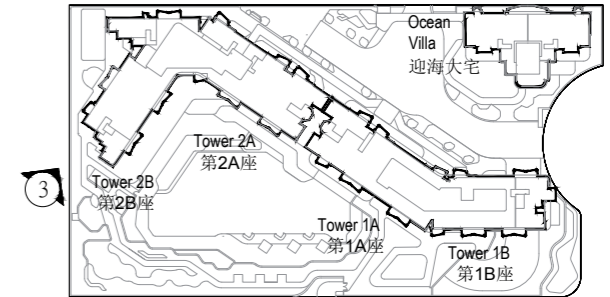 Ocean
Villa
迎海大宅
Tower 2A
第2A座
Tower 2B
第2B座
3
Tower 1A
第1A座
Tower 1B
第1B座